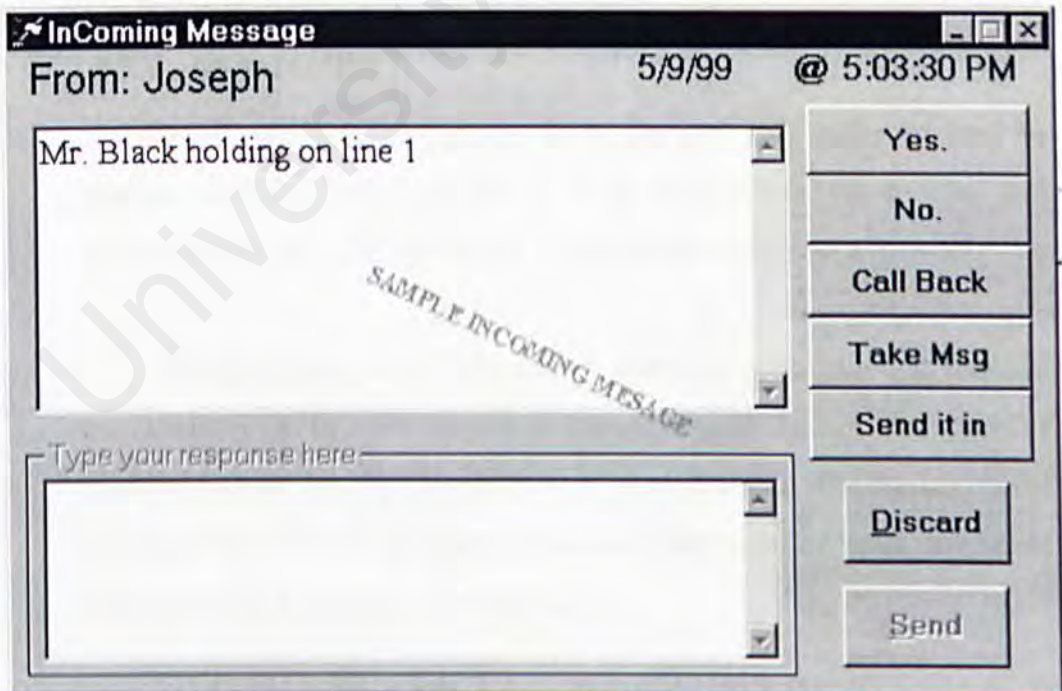 InComing Message
From: Joseph 5/9/99 @ 5:03:30 PM
Mr. Black holding on line 1
SAMPLE INCOMING MESAGE
Yes.
No.
Call Back
Take Msg
Send it in
Type your response here
Discard
Send
University